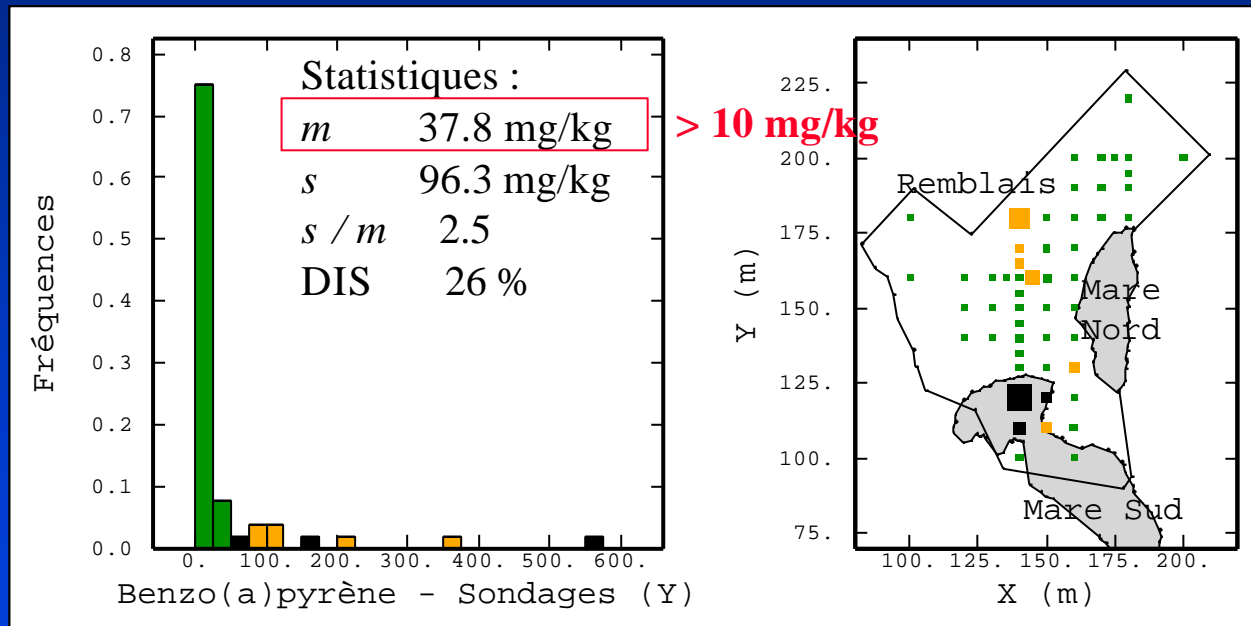 Statistiques :
m 37.8 mg/kg
> 10 mg/kg
s 96.3 mg/kg
s / m 2.5
DIS 26 %
Fréquences
0.8
0.7
0.6
0.5
0.4
0.3
0.2
0.1
0.0
0. 100. 200. 300. 400. 500. 600.
Benzo(a)pyrène - Sondages (Y)
Y (m)
225.
200.
175.
150.
125.
100.
75.
Remblais
Mare
Nord
Mare Sud
100. 125. 150. 175. 200.
X (m)